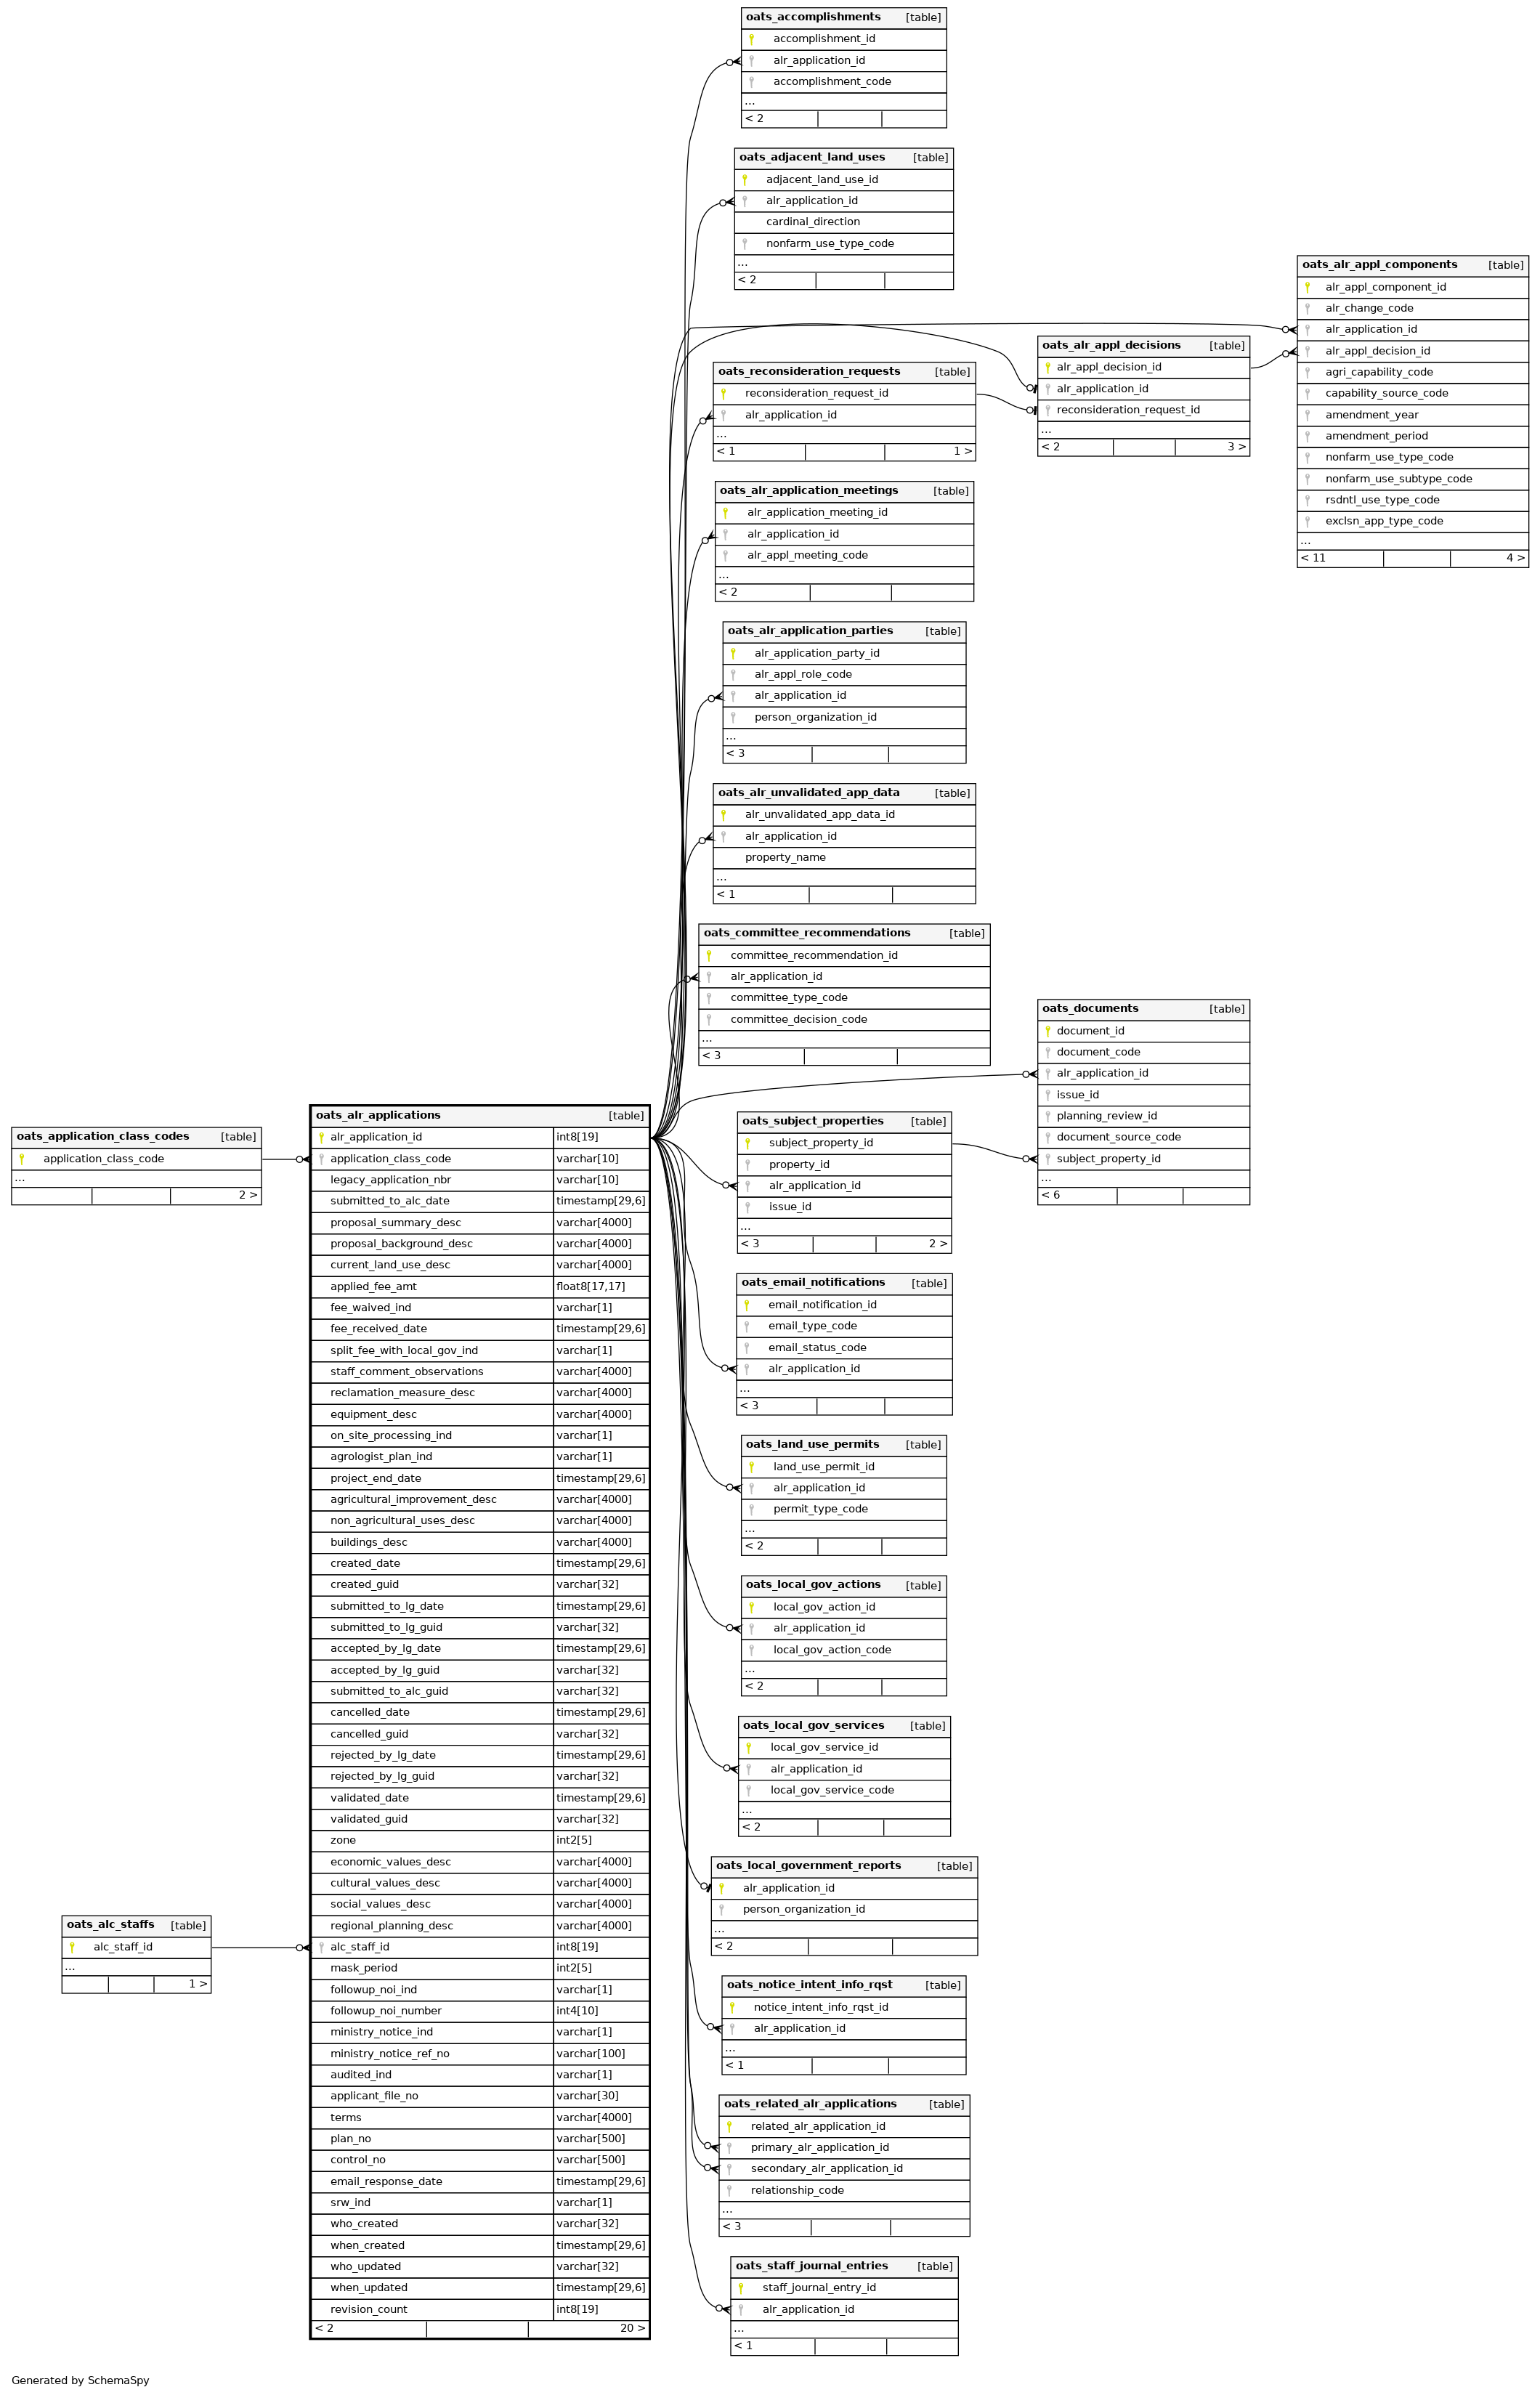 oats_accomplishments [table]
accomplishment_id
alr_application_id
accomplishment_code
...
< 2
oats_adjacent_land_uses [table]
adjacent_land_use_id
alr_application_id
cardinal_direction
nonfarm_use_type_code
...
< 2
oats_alr_appl_components [table]
alr_appl_component_id
alr_change_code
alr_application_id
alr_appl_decision_id
agri_capability_code
capability_source_code
amendment_year
amendment_period
nonfarm_use_type_code
nonfarm_use_subtype_code
rsdntl_use_type_code
exclsn_app_type_code
...
< 11 4 >
oats_alr_appl_decisions [table]
alr_appl_decision_id
alr_application_id
reconsideration_request_id
...
< 2 3 >
oats_reconsideration_requests [table]
reconsideration_request_id
alr_application_id
...
< 1 1 >
oats_alr_application_meetings [table]
alr_application_meeting_id
alr_application_id
alr_appl_meeting_code
...
< 2
oats_alr_application_parties [table]
alr_application_party_id
alr_appl_role_code
alr_application_id
person_organization_id
...
< 3
oats_alr_unvalidated_app_data [table]
alr_unvalidated_app_data_id
alr_application_id
property_name
...
< 1
oats_committee_recommendations [table]
committee_recommendation_id
alr_application_id
committee_type_code
committee_decision_code
...
< 3
oats_documents [table]
document_id
document_code
alr_application_id
issue_id
planning_review_id
document_source_code
subject_property_id
...
< 6
oats_application_class_codes [table]
application_class_code
...
2 >
oats_alc_staffs [table]
alc_staff_id
...
1 >
oats_alr_applications [table]
alr_application_id int8[19]
application_class_code varchar[10]
legacy_application_nbr varchar[10]
submitted_to_alc_date timestamp[29,6]
proposal_summary_desc varchar[4000]
proposal_background_desc varchar[4000]
current_land_use_desc varchar[4000]
applied_fee_amt float8[17,17]
fee_waived_ind varchar[1]
fee_received_date timestamp[29,6]
split_fee_with_local_gov_ind varchar[1]
staff_comment_observations varchar[4000]
reclamation_measure_desc varchar[4000]
equipment_desc varchar[4000]
on_site_processing_ind varchar[1]
agrologist_plan_ind varchar[1]
project_end_date timestamp[29,6]
agricultural_improvement_desc varchar[4000]
non_agricultural_uses_desc varchar[4000]
buildings_desc varchar[4000]
created_date timestamp[29,6]
created_guid varchar[32]
submitted_to_lg_date timestamp[29,6]
submitted_to_lg_guid varchar[32]
accepted_by_lg_date timestamp[29,6]
accepted_by_lg_guid varchar[32]
submitted_to_alc_guid varchar[32]
cancelled_date timestamp[29,6]
cancelled_guid varchar[32]
rejected_by_lg_date timestamp[29,6]
rejected_by_lg_guid varchar[32]
validated_date timestamp[29,6]
validated_guid varchar[32]
zone int2[5]
economic_values_desc varchar[4000]
cultural_values_desc varchar[4000]
social_values_desc varchar[4000]
regional_planning_desc varchar[4000]
alc_staff_id int8[19]
mask_period int2[5]
followup_noi_ind varchar[1]
followup_noi_number int4[10]
ministry_notice_ind varchar[1]
ministry_notice_ref_no varchar[100]
audited_ind varchar[1]
applicant_file_no varchar[30]
terms varchar[4000]
plan_no varchar[500]
control_no varchar[500]
email_response_date timestamp[29,6]
srw_ind varchar[1]
who_created varchar[32]
when_created timestamp[29,6]
who_updated varchar[32]
when_updated timestamp[29,6]
revision_count int8[19]
< 2 20 >
oats_subject_properties [table]
subject_property_id
property_id
alr_application_id
issue_id
...
< 3 2 >
oats_email_notifications [table]
email_notification_id
email_type_code
email_status_code
alr_application_id
...
< 3
oats_land_use_permits [table]
land_use_permit_id
alr_application_id
permit_type_code
...
< 2
oats_local_gov_actions [table]
local_gov_action_id
alr_application_id
local_gov_action_code
...
< 2
oats_local_gov_services [table]
local_gov_service_id
alr_application_id
local_gov_service_code
...
< 2
oats_local_government_reports [table]
alr_application_id
person_organization_id
...
< 2
oats_notice_intent_info_rqst [table]
notice_intent_info_rqst_id
alr_application_id
...
< 1
oats_related_alr_applications [table]
related_alr_application_id
primary_alr_application_id
secondary_alr_application_id
relationship_code
...
< 3
oats_staff_journal_entries [table]
staff_journal_entry_id
alr_application_id
...
< 1
Generated by SchemaSpy